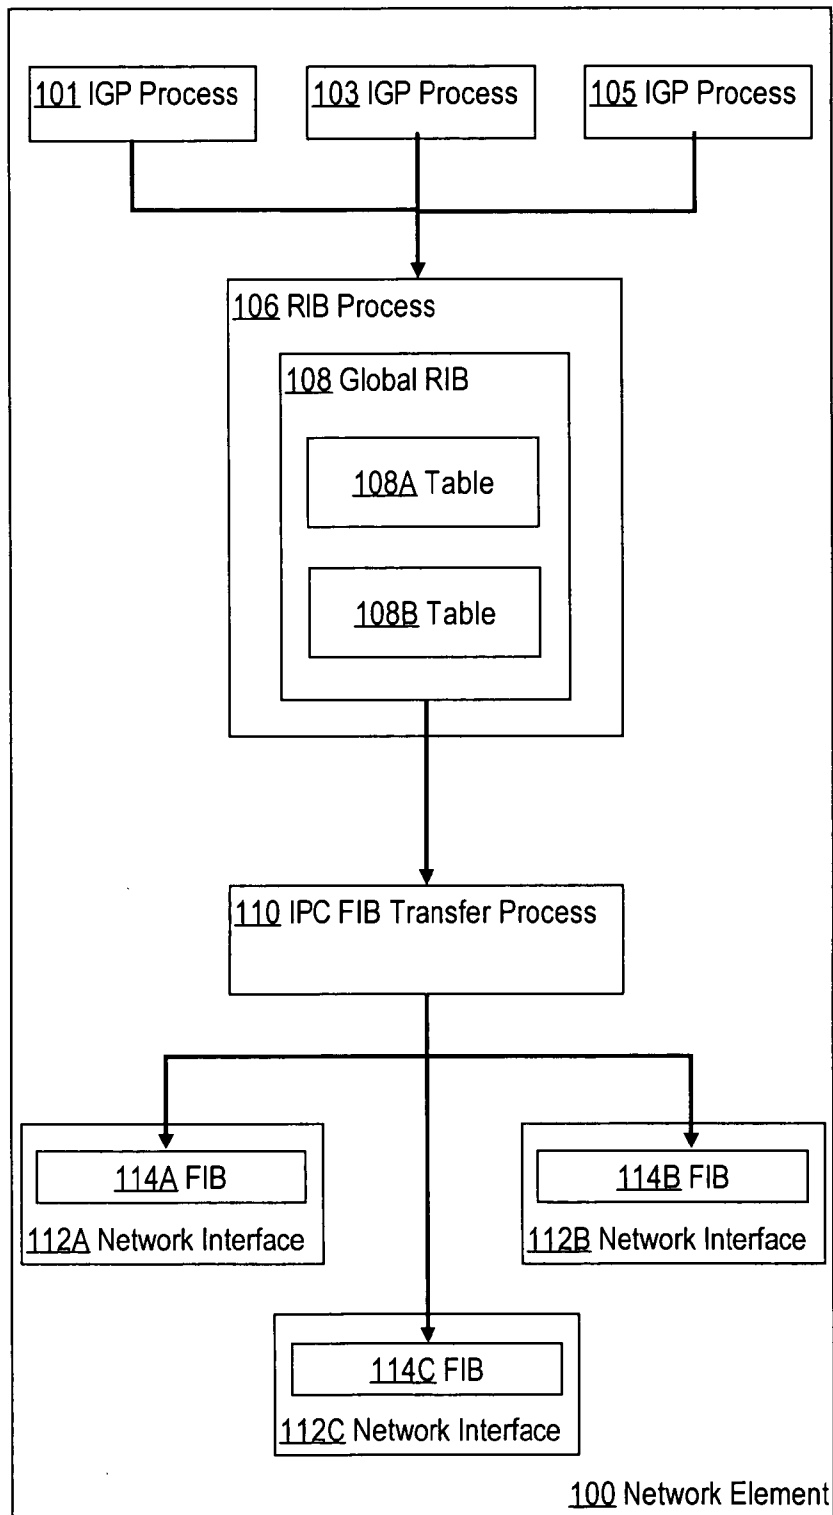 101 IGP Process
103 IGP Process
105 IGP Process
106 RIB Process
108 Global RIB
108A Table
108B Table
110 IPC FIB Transfer Process
114A FIB
112A Network Interface
114B FIB
112B Network Interface
114C FIB
112C Network Interface
100 Network Element